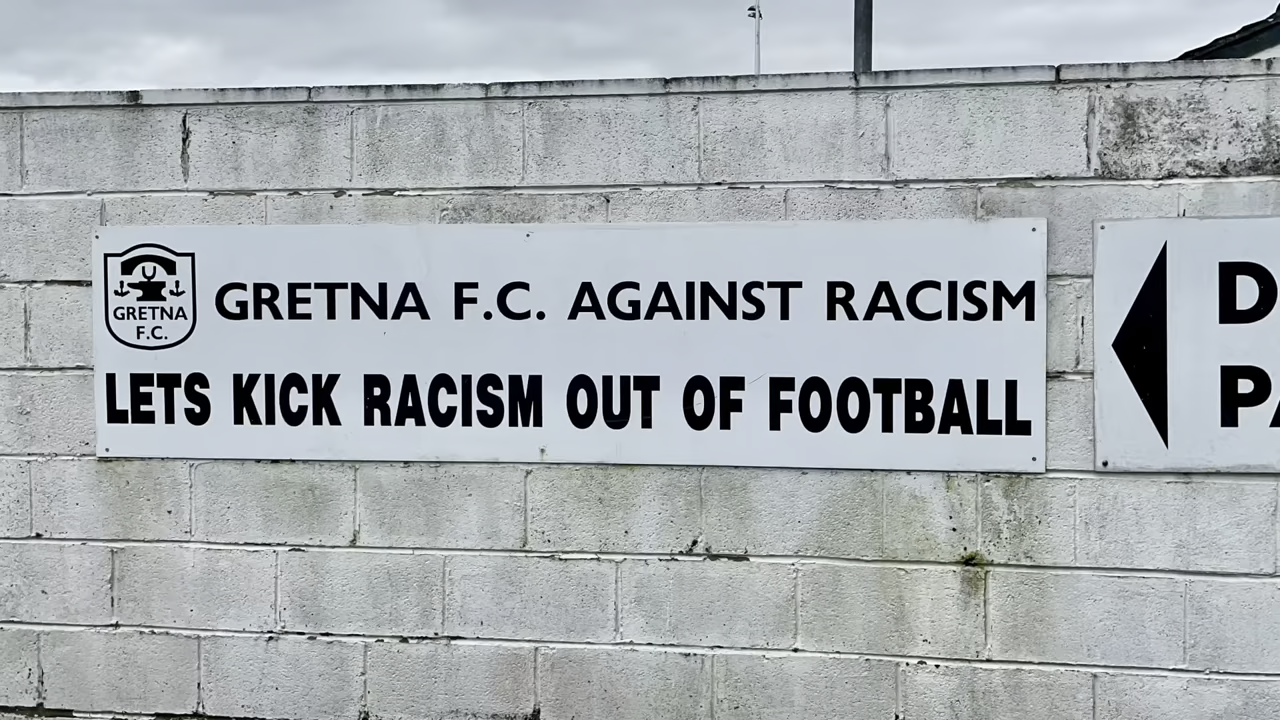 GRETNA
F.C.
GRETNA F.C. AGAINST RACISM
LETS KICK RACISM OUT OF FOOTBALL